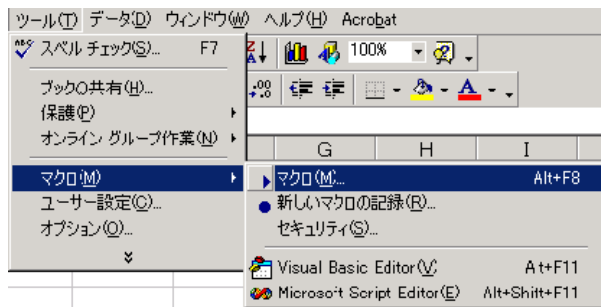 ツール(T) データ(D) ウィンドウ(W) ヘルプ(H) Acrobat
スペル チェック(S)... F7
100%
ブックの共有(H)...
保護(P)
オンライン グループ作業(N)
G H I
マクロ(M)
マクロ(M)... Alt+F8
ユーザー設定(C)...
新しいマクロの記録(R)...
オプション(O)...
セキュリティ(S)...
Visual Basic Editor(V) Alt+F11
Microsoft Script Editor(E) Alt+Shift+F11